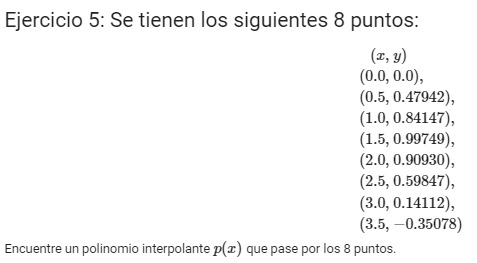 Ejercicio 5: Se tienen los siguientes 8 puntos:
(x, y)
(0.0, 0.0),
(0.5, 0.47942),
(1.0, 0.84147),
(1.5, 0.99749),
(2.0, 0.90930),
(2.5, 0.59847),
(3.0, 0.14112),
(3.5, −0.35078)
Encuentre un polinomio interpolante p(x) que pase por los 8 puntos.